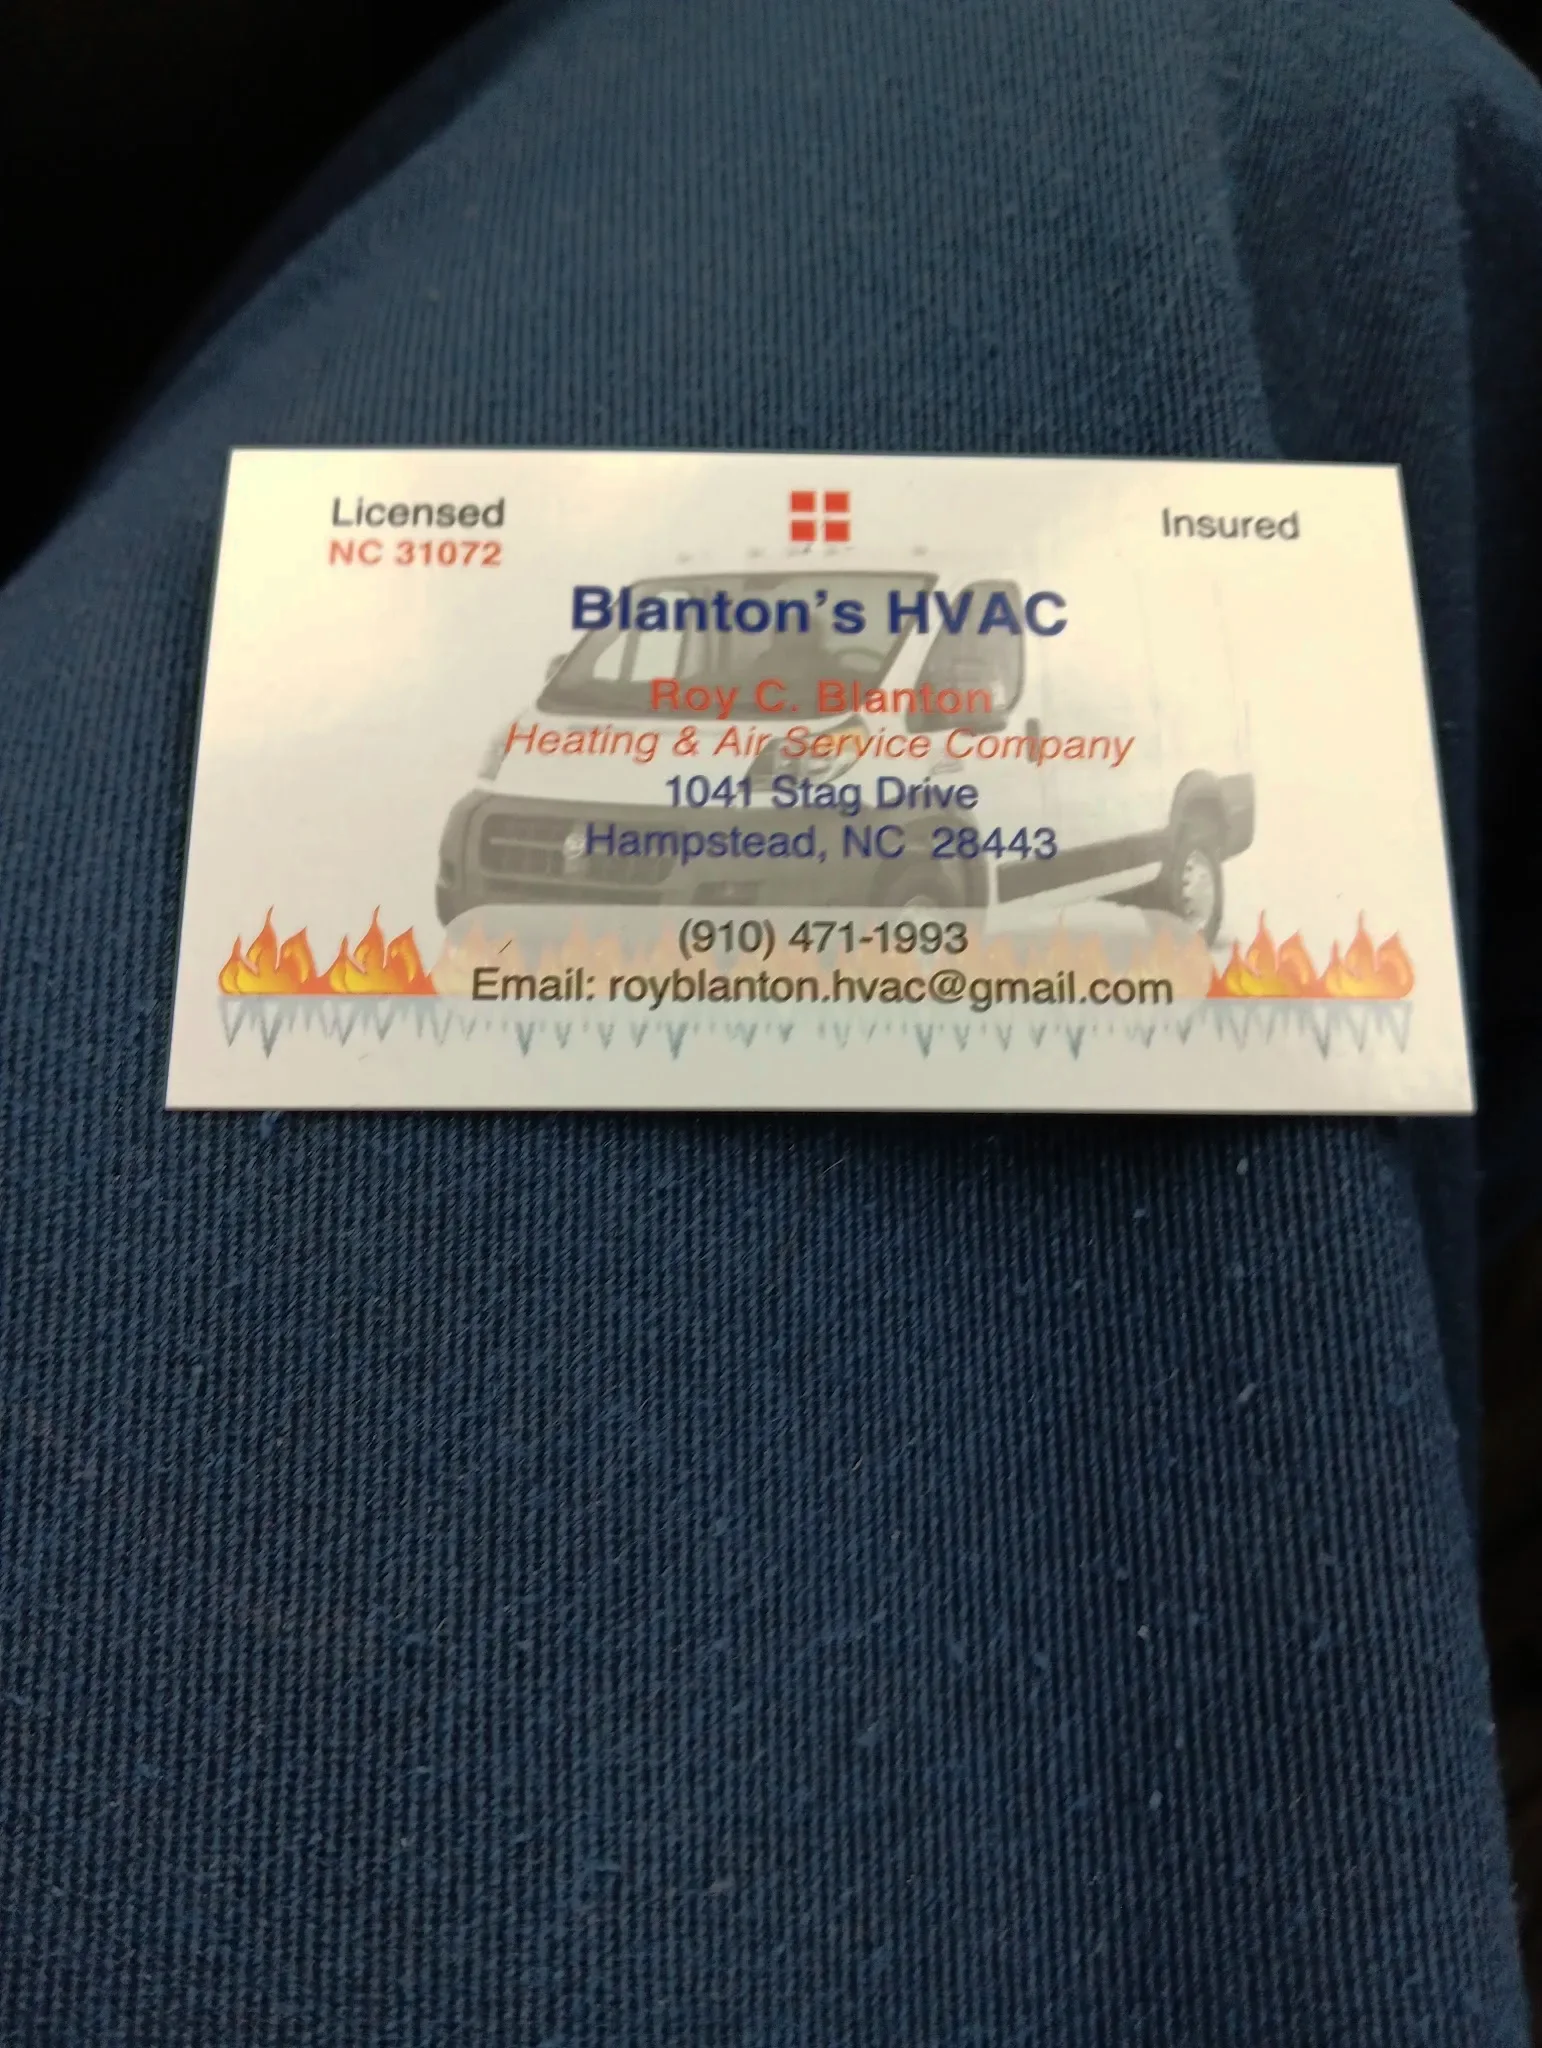 Licensed
NC 31072
Insured
Blanton's HVAC
Roy C. Blanton
Heating & Air Service Company
1041 Stag Drive
Hampstead, NC 28443
(910) 471-1993
Email: royblanton.hvac@gmail.com